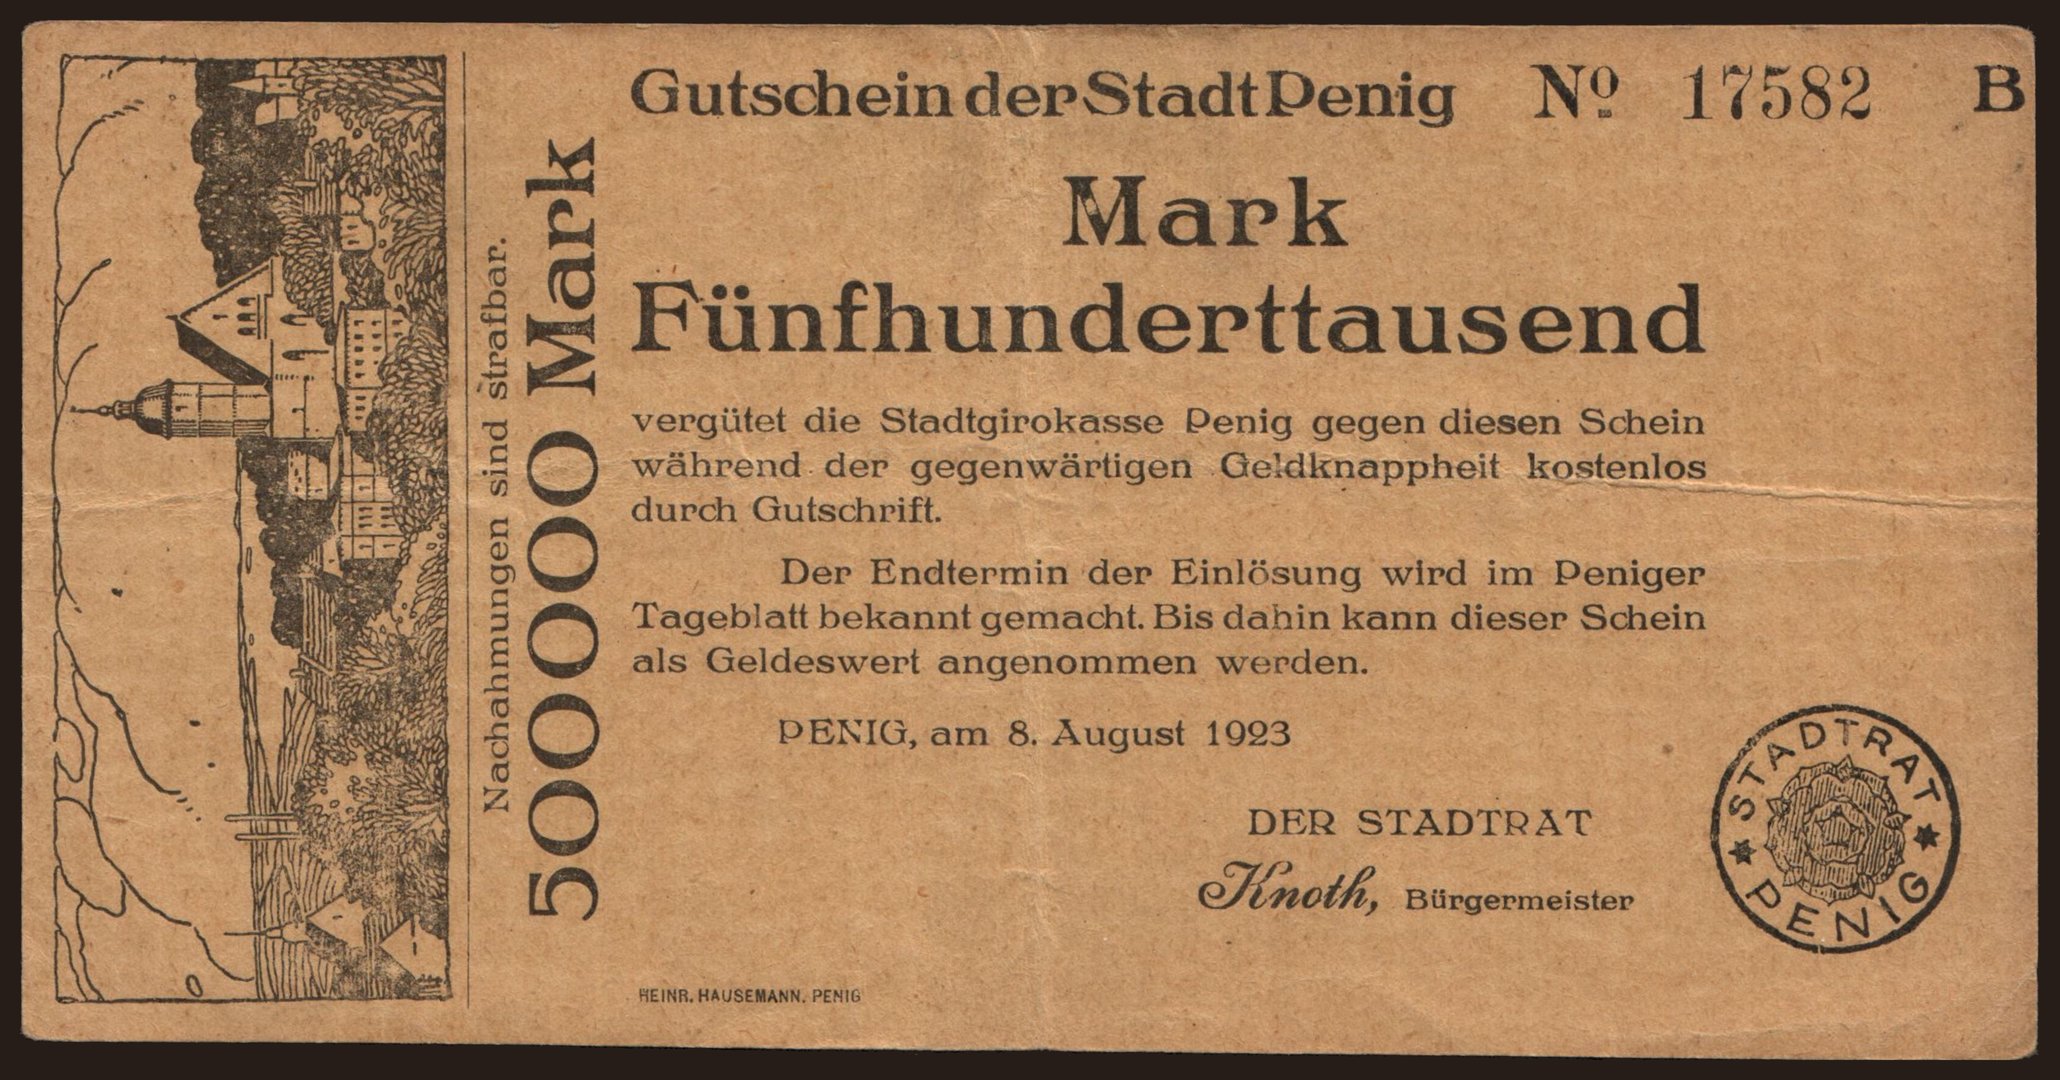 Gutschein der Stadt Penig No 17582 B
Mark
Fünfhunderttausend
vergütet die Stadtgirokasse Penig gegen diesen Schein
während der gegenwärtigen Geldknappheit kostenlos
durch Gutschrift.
Der Endtermin der Einlösung wird im Peniger
Tageblatt bekannt gemacht. Bis dahin kann dieser Schein
als Geldeswert angenommen werden.
PENIG, am 8. August 1923
DER STADTRAT
Knoth, Bürgermeister
STADTRAT
PENIG
HEINR. HAUSEMANN. PENIG
Nachahmungen sind strafbar.
500000 Mark